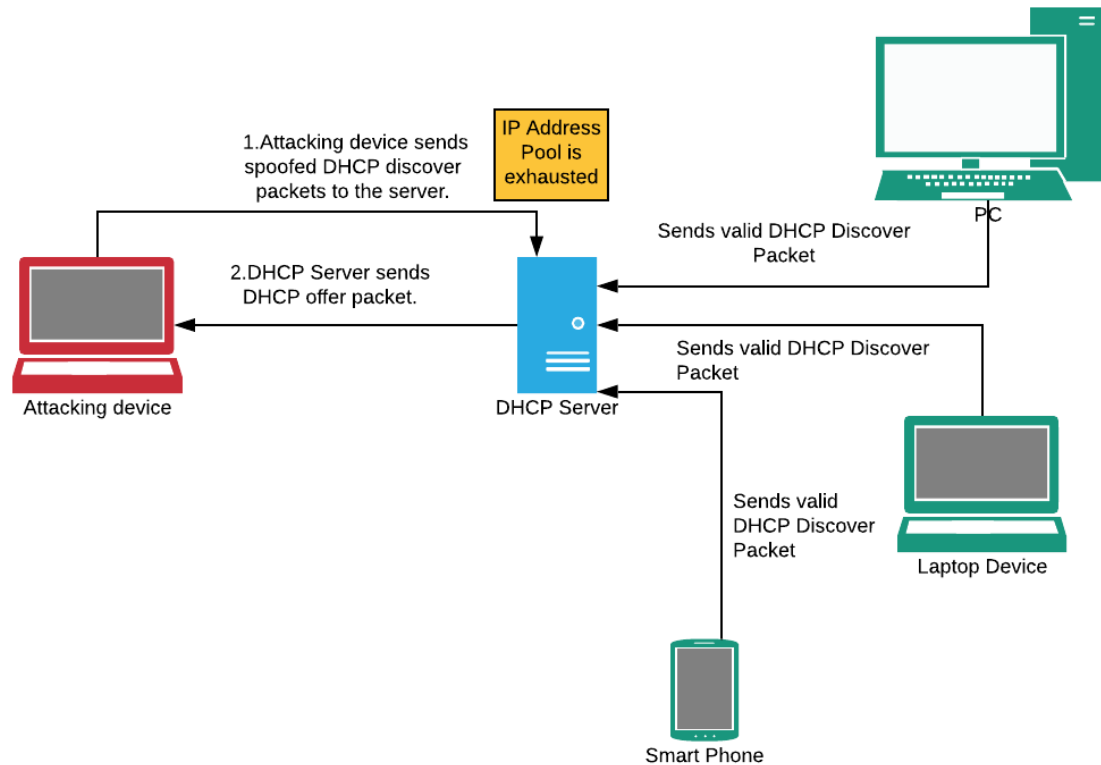 1.Attacking device sends
spoofed DHCP discover
packets to the server.
IP Address
Pool is
exhausted
PC
Sends valid DHCP Discover
Packet
2.DHCP Server sends
DHCP offer packet.
Sends valid DHCP Discover
Packet
Attacking device
DHCP Server
Sends valid
DHCP Discover
Packet
Laptop Device
Smart Phone